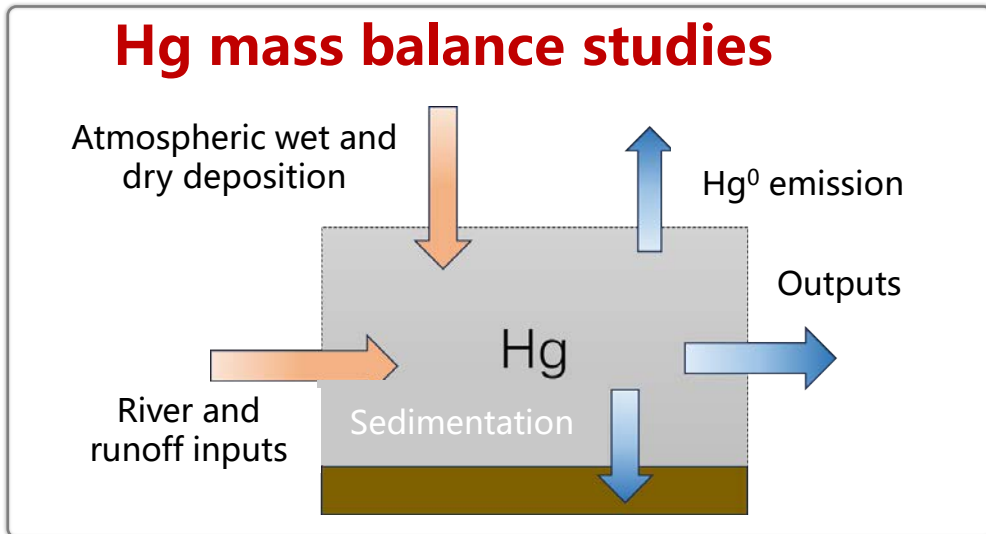 Hg mass balance studies
Atmospheric wet and
dry deposition
Hg⁰ emission
Outputs
Hg
River and
runoff inputs
Sedimentation